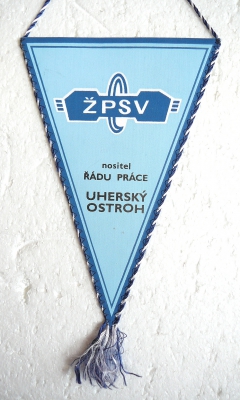 ŽPSV
nositel
ŘÁDU PRÁCE
UHERSKÝ
OSTROH